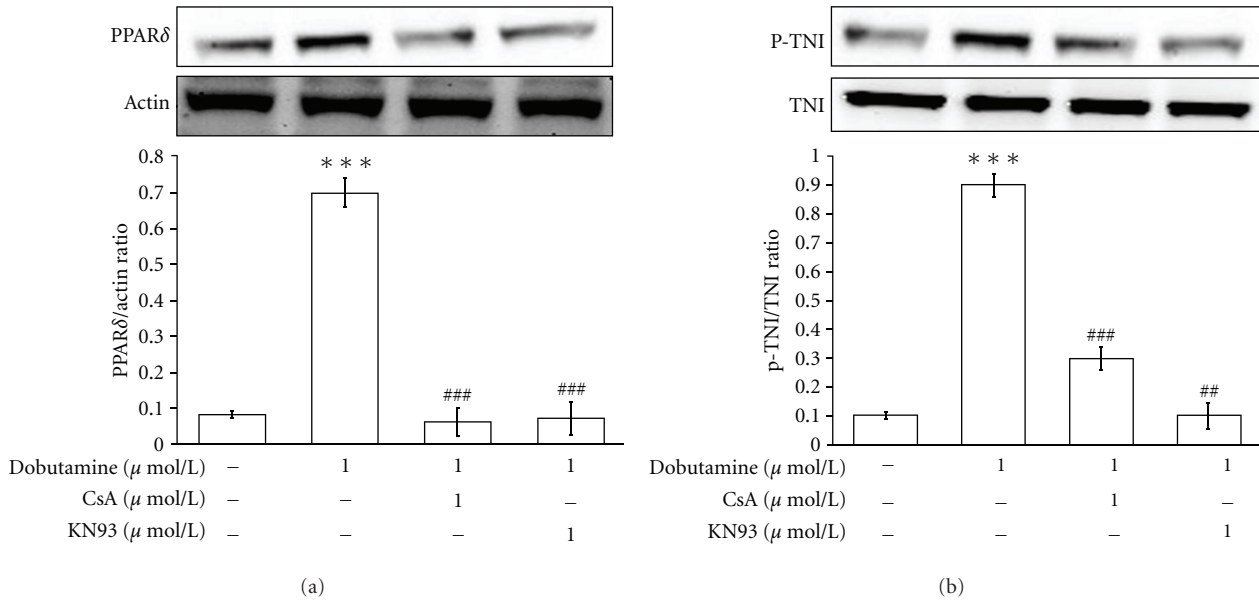 PPARδ
Actin
0.8
* * *
0.7
0.6
0.5
0.4
0.3
0.2
0.1
0
PPARδ/actin ratio
###
###
Dobutamine (μ mol/L) – 1 1 1
CsA (μ mol/L) – – 1 –
KN93 (μ mol/L) – – – 1
(a)
P-TNI
TNI
1
* * *
0.9
0.8
0.7
0.6
0.5
0.4
0.3
0.2
0.1
0
p-TNI/TNI ratio
###
##
Dobutamine (μ mol/L) – 1 1 1
CsA (μ mol/L) – – 1 –
KN93 (μ mol/L) – – – 1
(b)